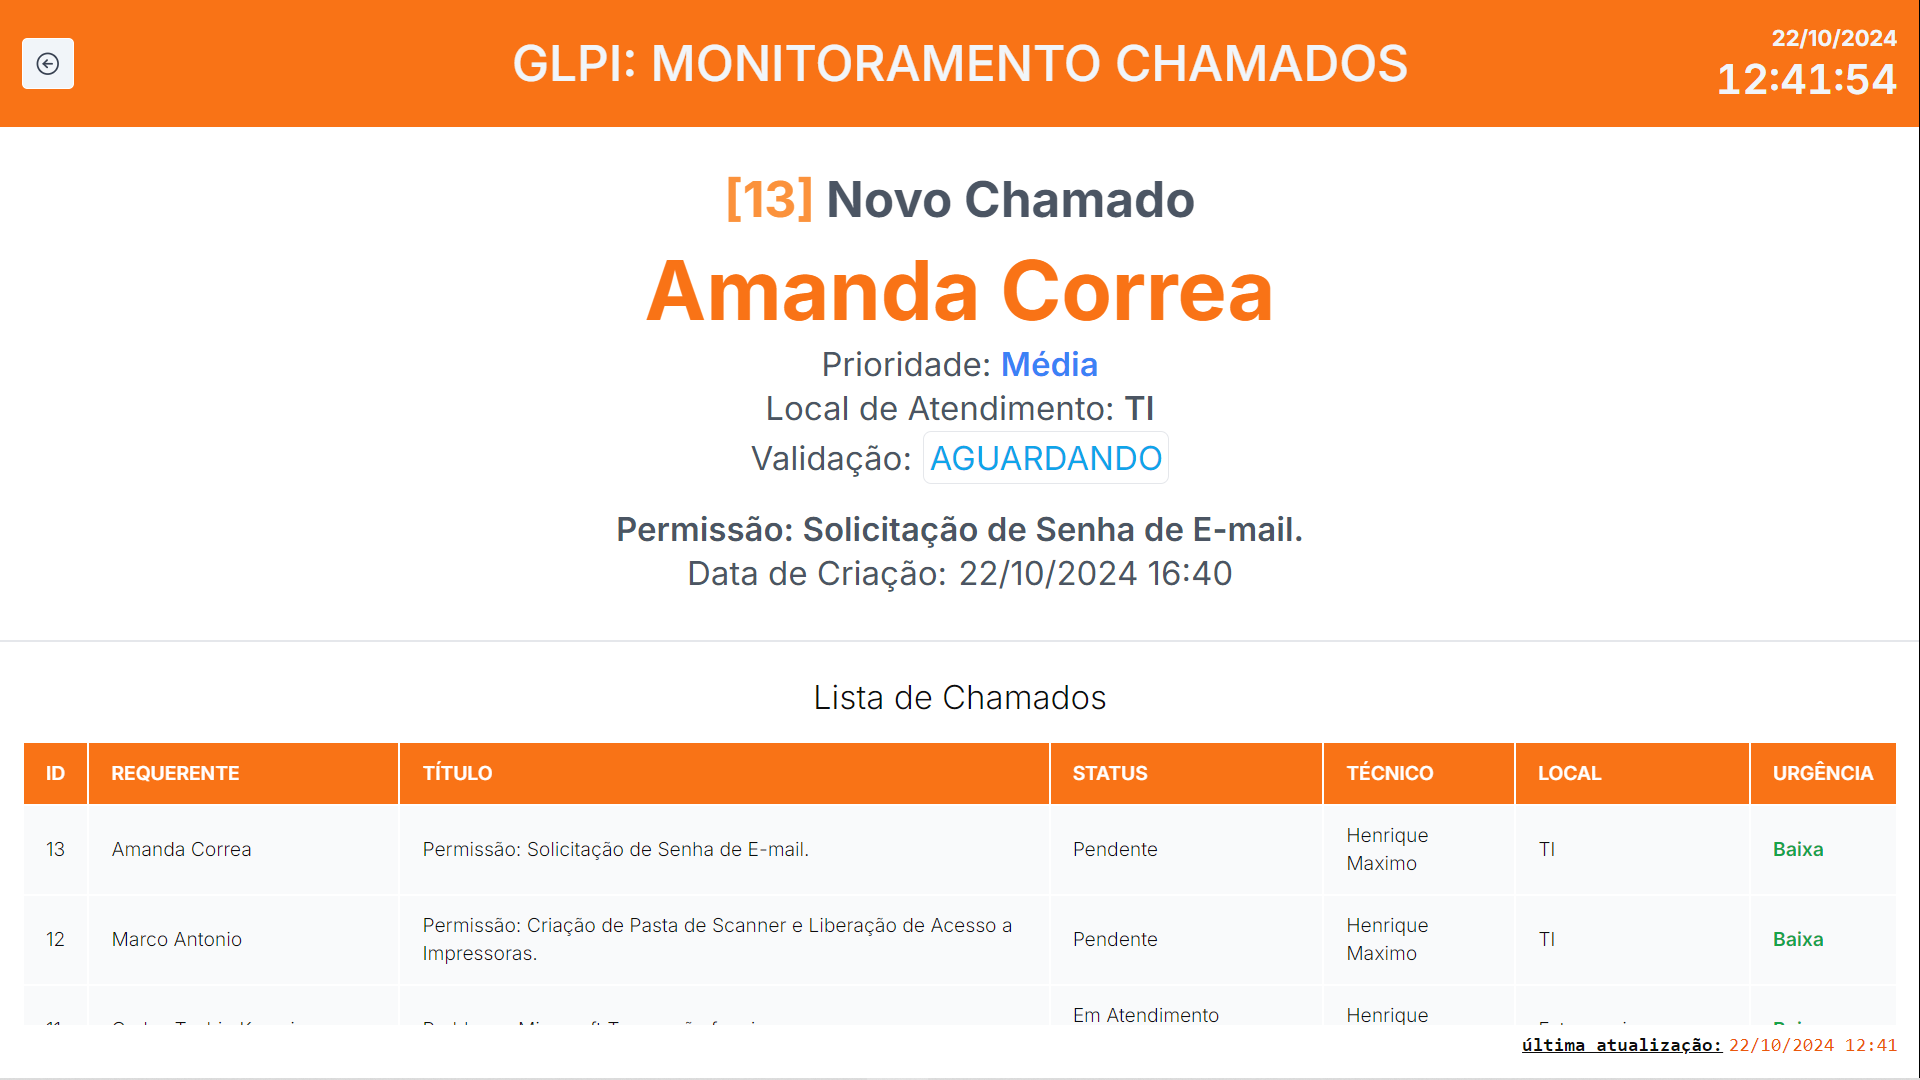 GLPI: MONITORAMENTO CHAMADOS
22/10/2024
12:41:54
[13] Novo Chamado
Amanda Correa
Prioridade: Média
Local de Atendimento: TI
Validação: AGUARDANDO
Permissão: Solicitação de Senha de E-mail.
Data de Criação: 22/10/2024 16:40
Lista de Chamados
ID REQUERENTE TÍTULO STATUS TÉCNICO LOCAL URGÊNCIA
13 Amanda Correa Permissão: Solicitação de Senha de E-mail. Pendente Henrique Maximo TI Baixa
12 Marco Antonio Permissão: Criação de Pasta de Scanner e Liberação de Acesso a Impressoras. Pendente Henrique Maximo TI Baixa
Em Atendimento Henrique
última atualização: 22/10/2024 12:41